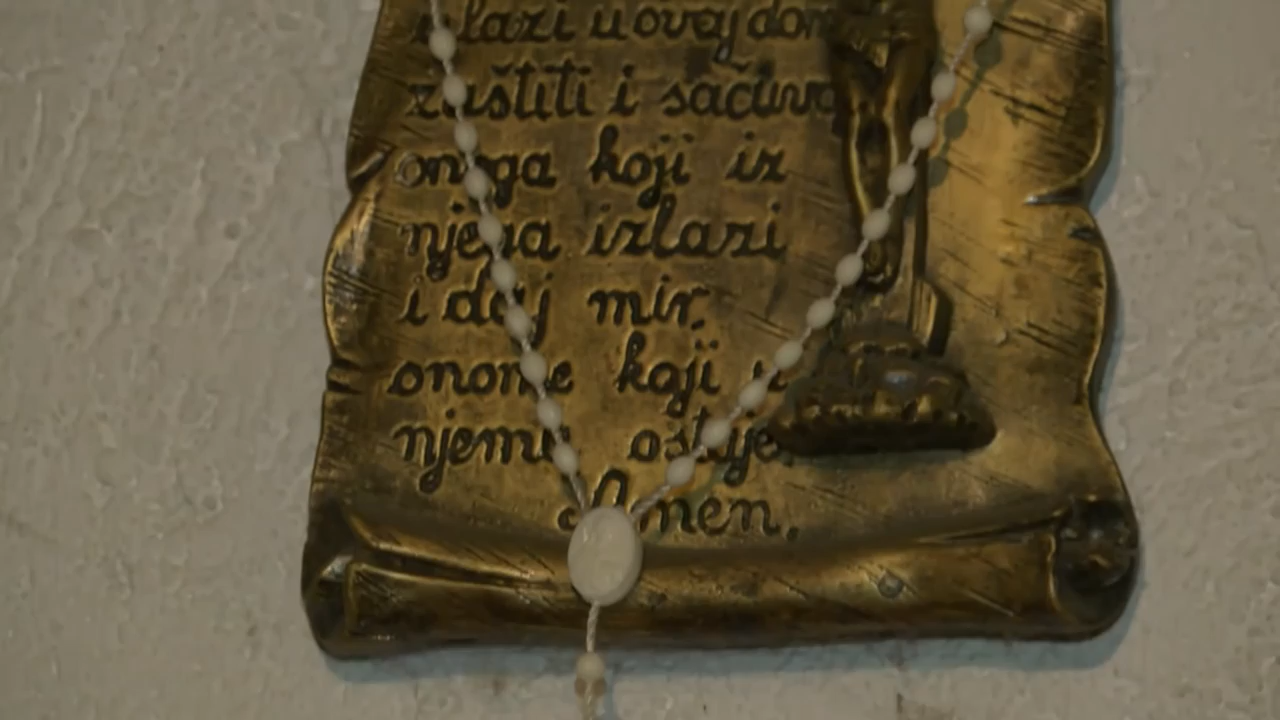 ulazi u ovaj dom
zaštiti i sačuva
onoga koji iz
njega izlazi
i daj mir,
onome koji u
njemu ostaje.
Amen.